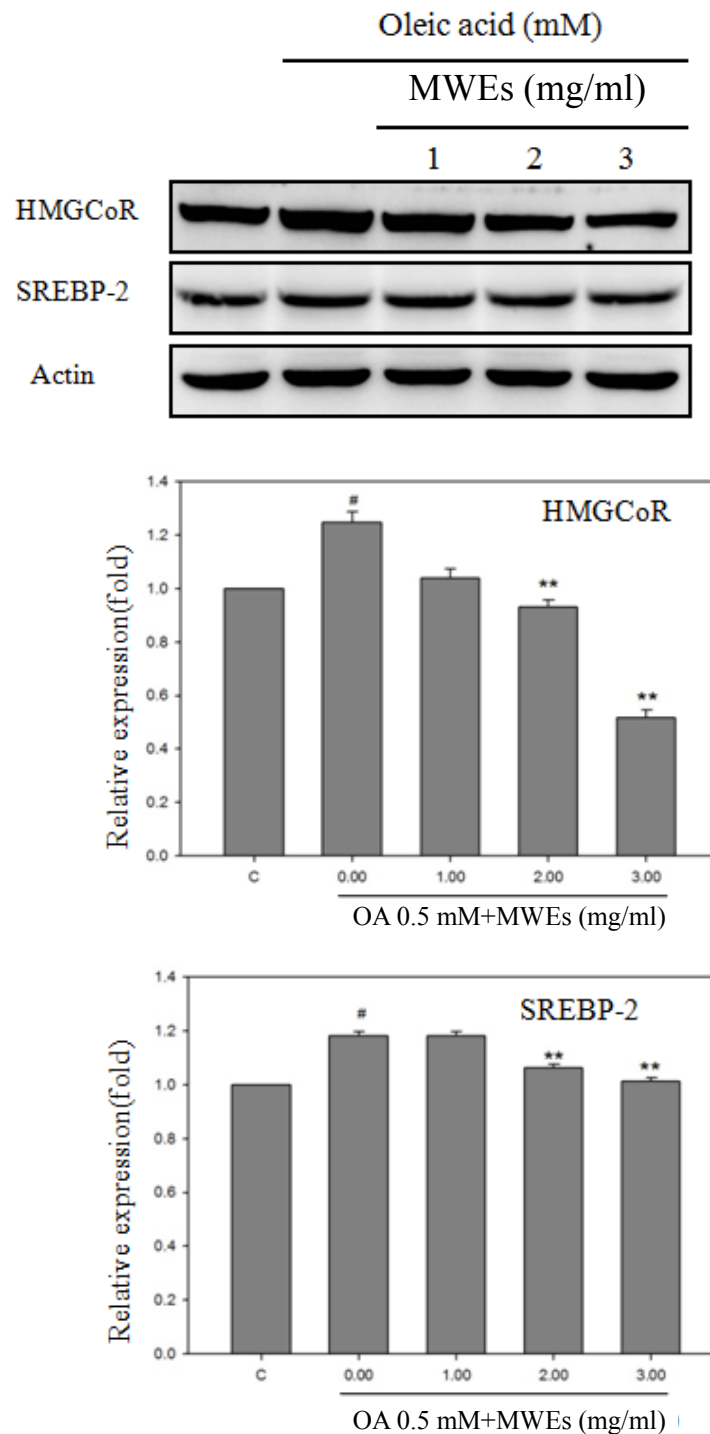 Oleic acid (mM)
MWEs (mg/ml)
1 2 3
HMGCoR
SREBP-2
Actin
1.4
1.2
1.0
0.8
0.6
0.4
0.2
0.0
Relative expression(fold)
HMGCoR
#
**
**
C 0.00 1.00 2.00 3.00
OA 0.5 mM+MWEs (mg/ml)
1.4
1.2
1.0
0.8
0.6
0.4
0.2
0.0
Relative expression(fold)
SREBP-2
#
**
**
C 0.00 1.00 2.00 3.00
OA 0.5 mM+MWEs (mg/ml) (